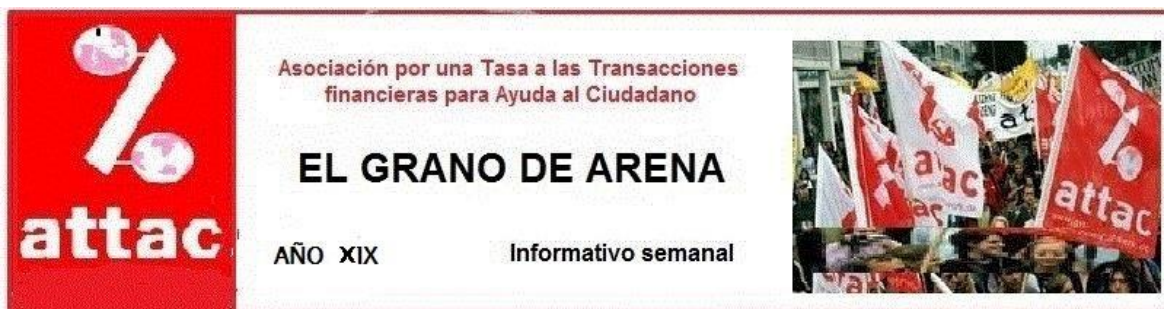 attac
Asociación por una Tasa a las Transacciones
financieras para Ayuda al Ciudadano
EL GRANO DE ARENA
AÑO XIX
Informativo semanal
attac
attac